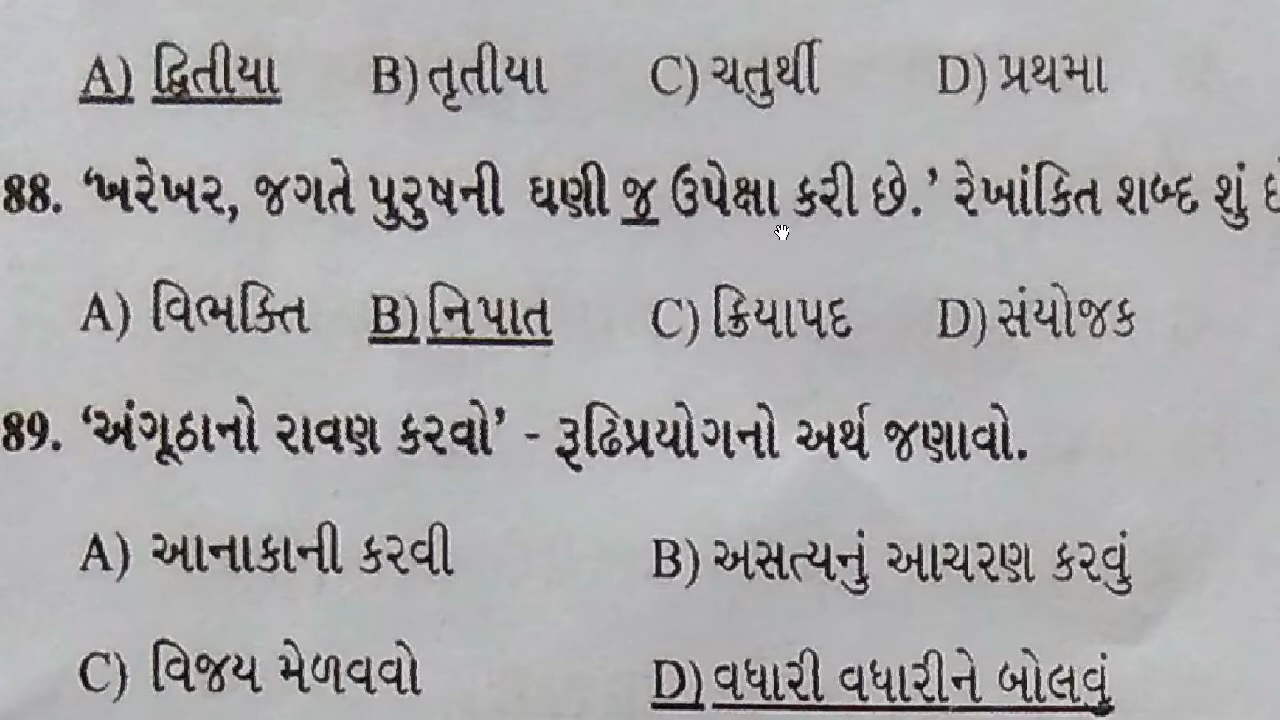 A) દ્વિતીયા B) તૃતીયા C) ચતુર્થી D) પ્રથમા
88. ‘ખરેખર, જગતે પુરુષની ઘણી જ ઉપેક્ષા કરી છે.’ રેખાંકિત શબ્દ શું
A) વિભક્તિ B) નિપાત C) ક્રિયાપદ D) સંયોજક
89. ‘અંગૂઠાનો રાવણ કરવો’ - રૂઢિપ્રયોગનો અર્થ જણાવો.
A) આનાકાની કરવી B) અસત્યનું આચરણ કરવું
C) વિજય મેળવવો D) વધારી વધારીને બોલવું